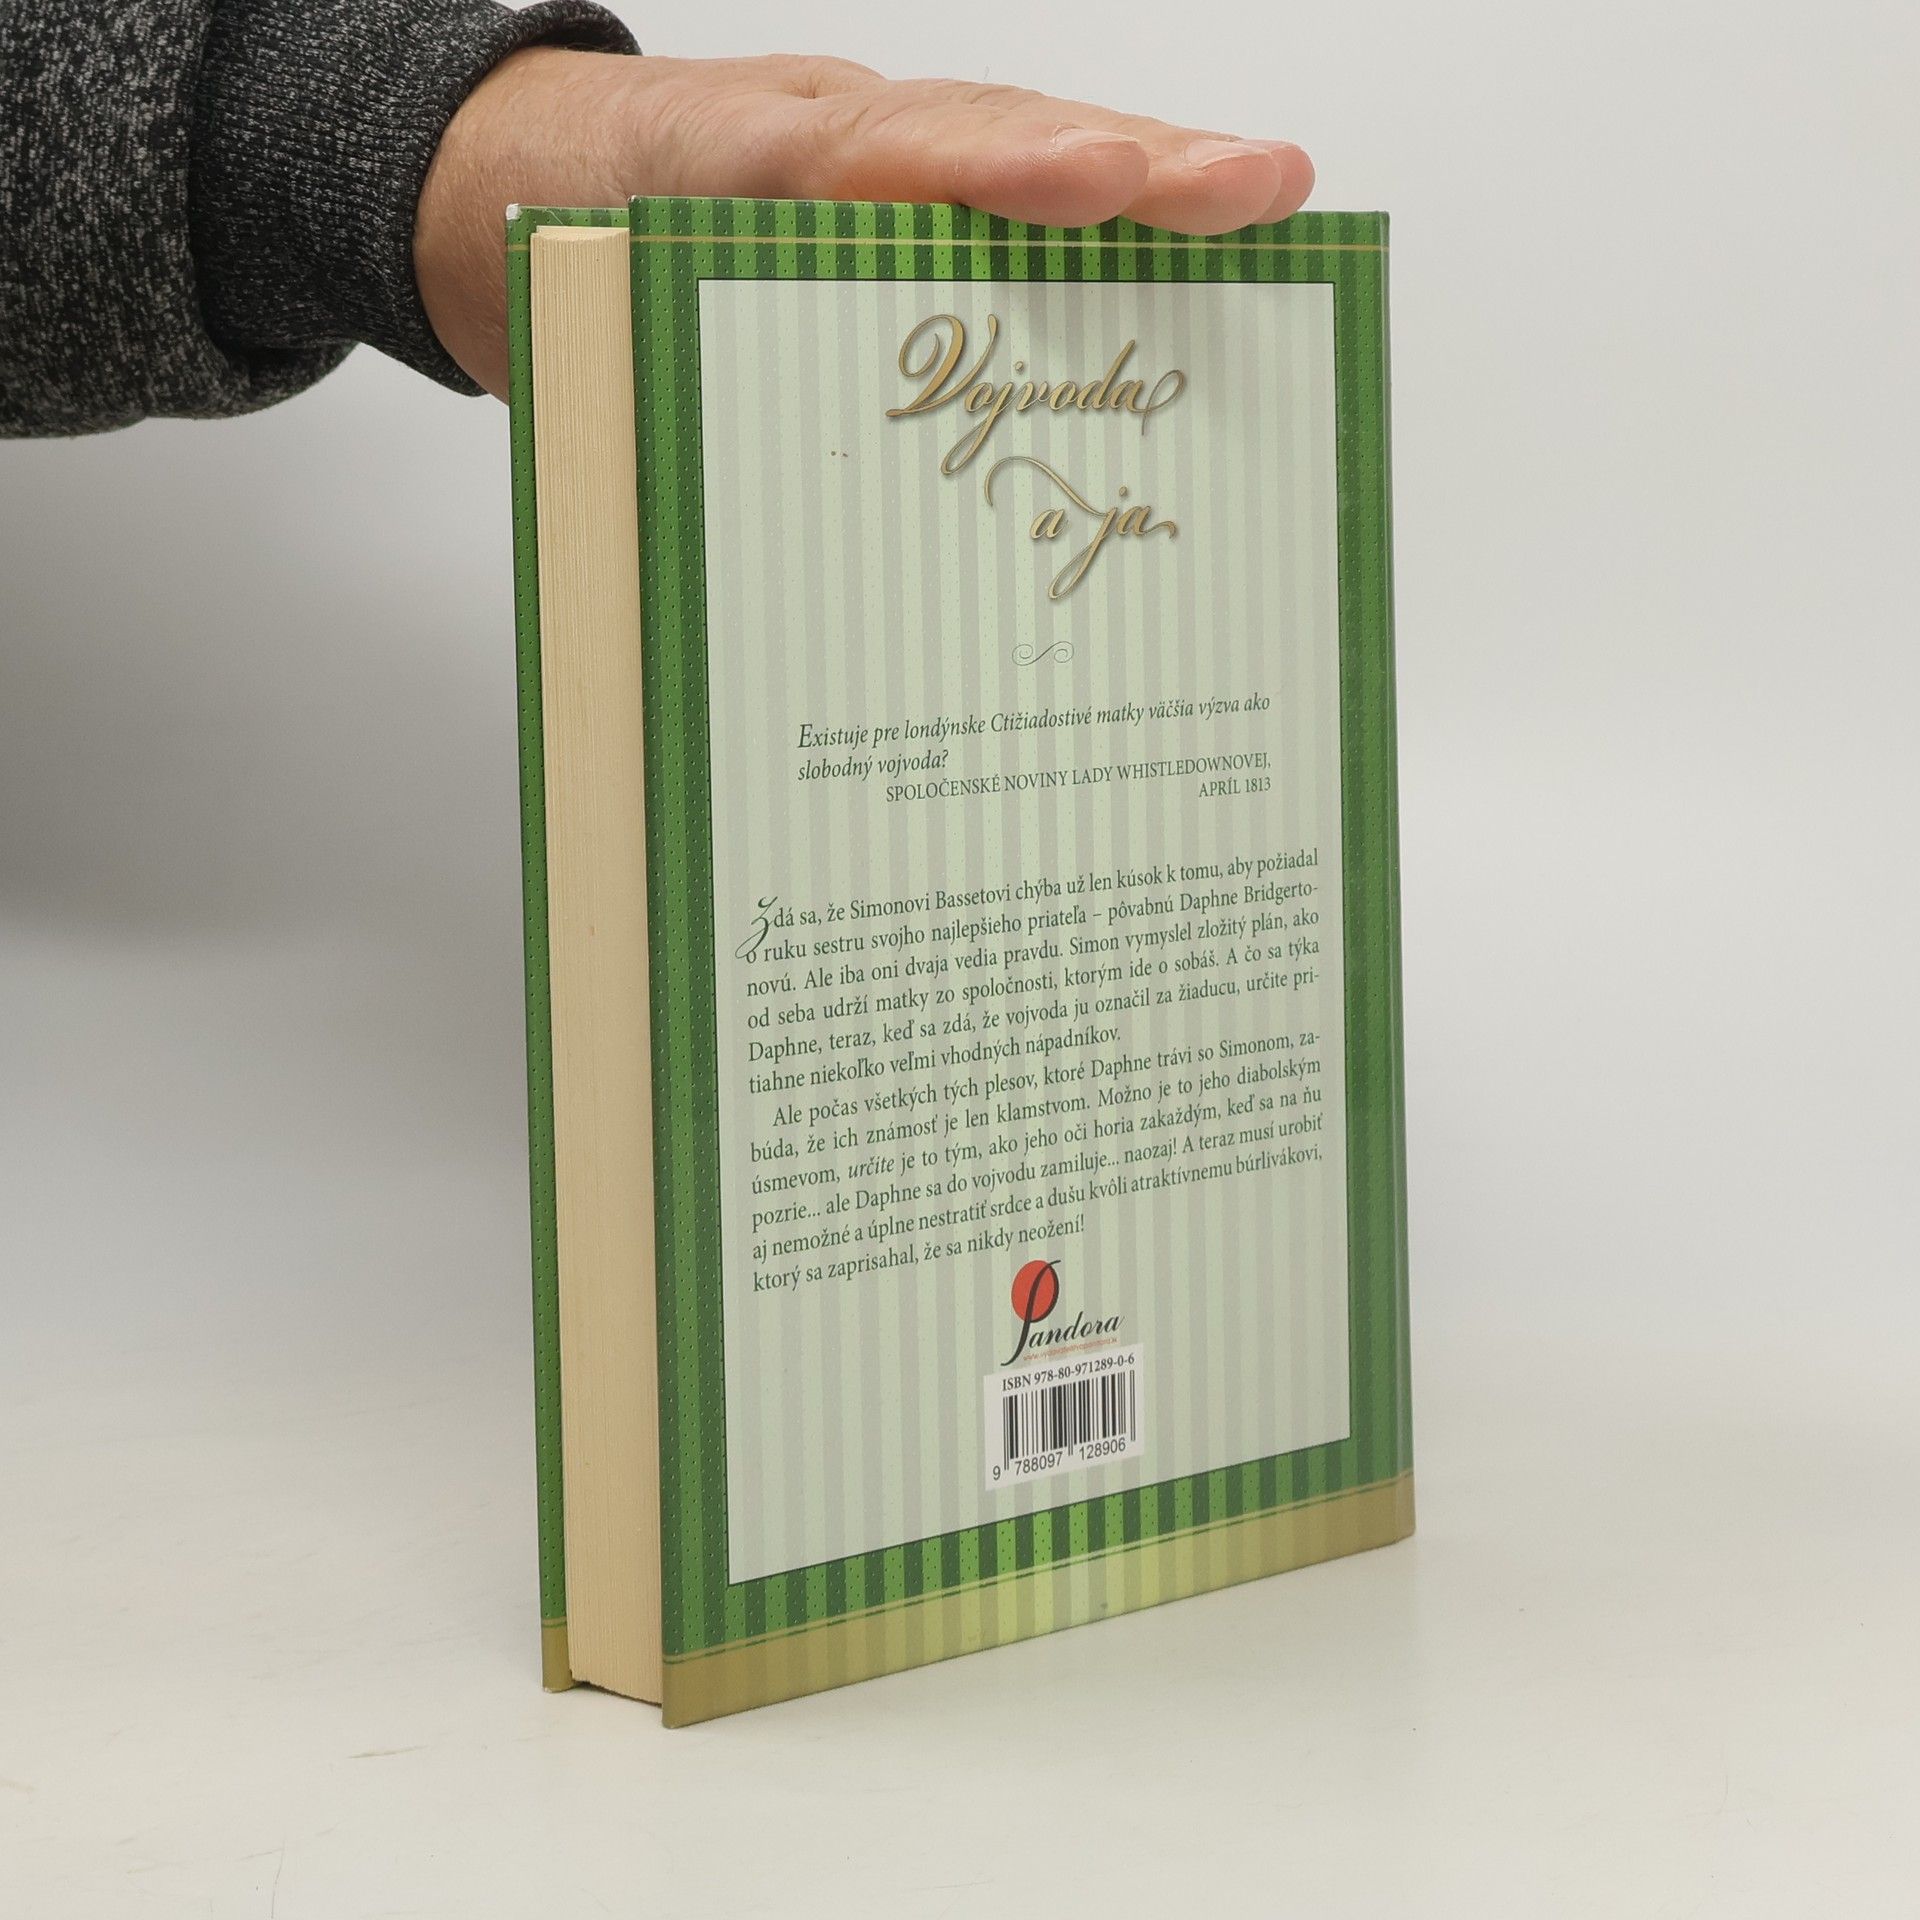 Vojvoda
a ja
Existuje pre londýnske Ctižiadostivé matky väčšia výzva ako
slobodný vojvoda?
SPOLOČENSKÉ NOVINY LADY WHISTLEDOWNOVEJ,
APRÍL 1813
Zdá sa, že Simonovi Bassetovi chýba už len kúsok k tomu, aby požiadal
o ruku sestru svojho najlepšieho priateľa – pôvabnú Daphne Bridgerto-
novú. Ale iba oni dvaja vedia pravdu. Simon vymyslel zložitý plán, ako
od seba udrží matky zo spoločnosti, ktorým ide o sobáš. A čo sa týka
Daphne, teraz, keď sa zdá, že vojvoda ju označil za žiaducu, určite pri-
tiahne niekoľko veľmi vhodných nápadníkov.
Ale počas všetkých tých plesov, ktoré Daphne trávi so Simonom, za-
búda, že ich známosť je len klamstvom. Možno je to jeho diabolským
úsmevom, určite je to tým, ako jeho oči horia zakaždým, keď sa na ňu
pozrie... ale Daphne sa do vojvodu zamiluje... naozaj! A teraz musí urobiť
aj nemožné a úplne nestratiť srdce a dušu kvôli atraktívnemu búrlivákovi,
ktorý sa zaprisahal, že sa nikdy neožení!
Pandora
www.vydavatelstvopandora.sk
ISBN 978-80-971289-0-6
9 788097 128906